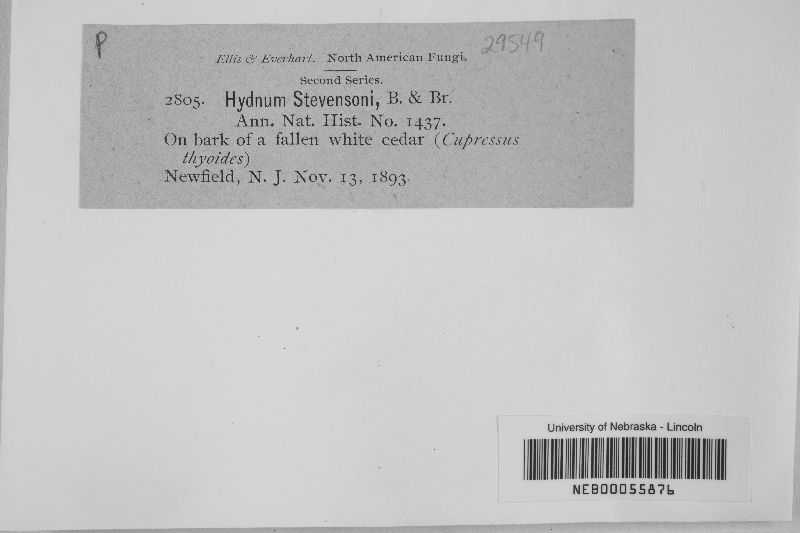 P
29549
Ellis & Everhart. North American Fungi.
Second Series.
2805. Hydnum Stevensoni, B. & Br.
Ann. Nat. Hist. No. 1437.
On bark of a fallen white cedar (Cupressus
thyoides)
Newfield, N. J. Nov. 13, 1893.
University of Nebraska - Lincoln
NEB00055876